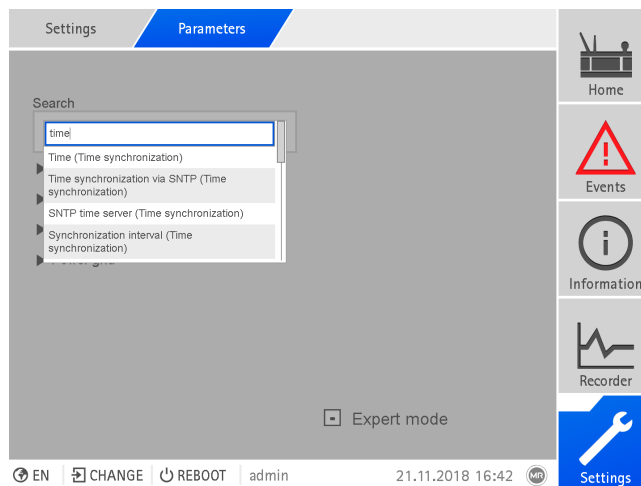 Settings
Parameters
Search
time
Time (Time synchronization)
Time synchronization via SNTP (Time
synchronization)
SNTP time server (Time synchronization)
Synchronization interval (Time
synchronization)
Expert mode
Home
Events
Information
Recorder
Settings
EN
CHANGE
REBOOT
admin
21.11.2018 16:42
MR